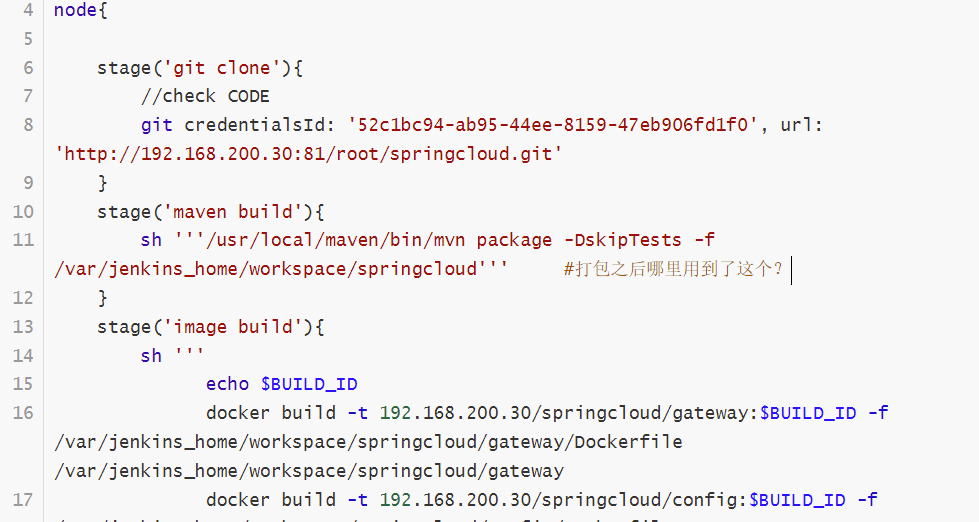 4 node{
5
6 stage('git clone'){
7 //check CODE
8 git credentialsId: '52c1bc94-ab95-44ee-8159-47eb906fd1f0', url:
'http://192.168.200.30:81/root/springcloud.git'
9 }
10 stage('maven build'){
11 sh '''/usr/local/maven/bin/mvn package -DskipTests -f
/var/jenkins_home/workspace/springcloud''' #打包之后哪里用到了这个?
12 }
13 stage('image build'){
14 sh '''
15 echo $BUILD_ID
16 docker build -t 192.168.200.30/springcloud/gateway:$BUILD_ID -f
/var/jenkins_home/workspace/springcloud/gateway/Dockerfile
/var/jenkins_home/workspace/springcloud/gateway
17 docker build -t 192.168.200.30/springcloud/config:$BUILD_ID -f